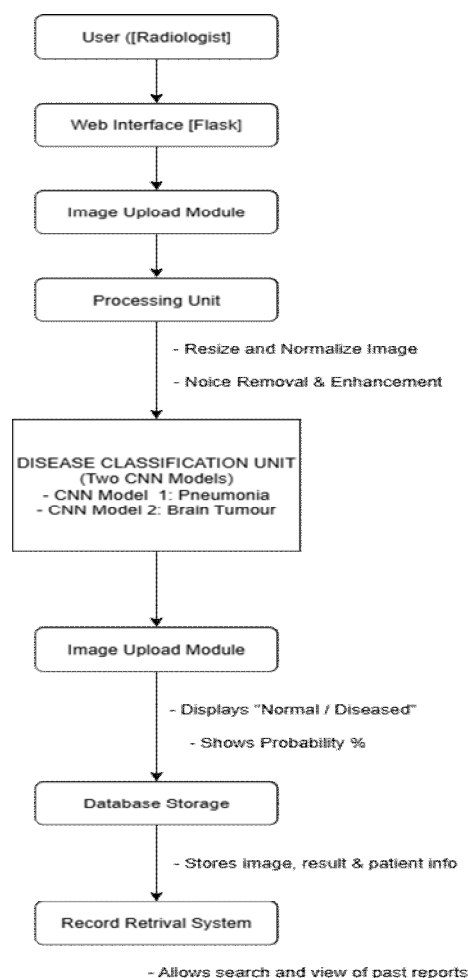 User ([Radiologist]
Web Interface [Flask]
Image Upload Module
Processing Unit
- Resize and Normalize Image
- Noice Removal & Enhancement
DISEASE CLASSIFICATION UNIT
(Two CNN Models)
- CNN Model 1: Pneumonia
- CNN Model 2: Brain Tumour
Image Upload Module
- Displays "Normal / Diseased"
- Shows Probability %
Database Storage
- Stores image, result & patient info
Record Retrival System
- Allows search and view of past reports